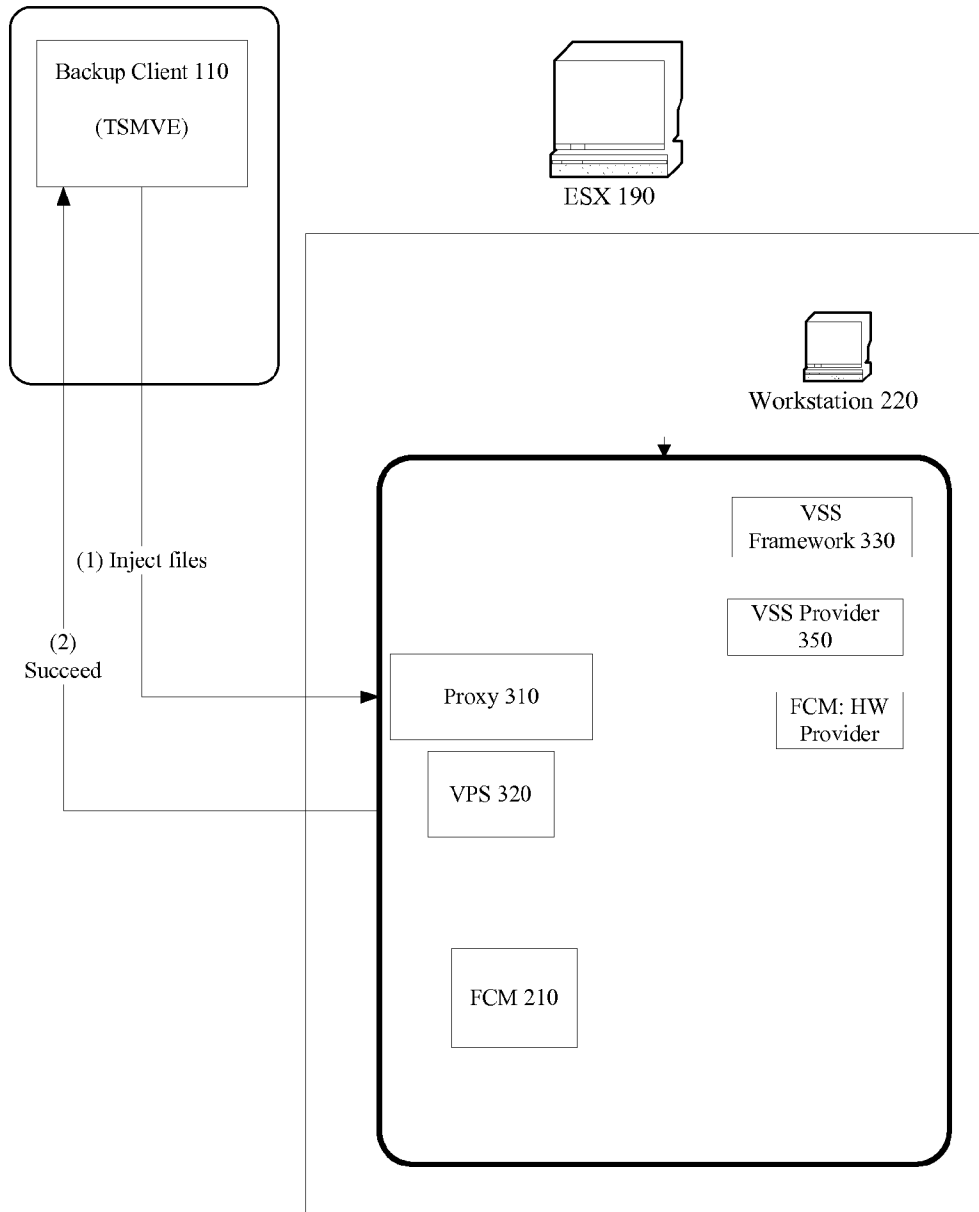 Backup Client 110
(TSMVE)
ESX 190
Workstation 220
(1) Inject files
(2)
Succeed
VSS
Framework 330
VSS Provider
350
Proxy 310
FCM: HW
Provider
VPS 320
FCM 210